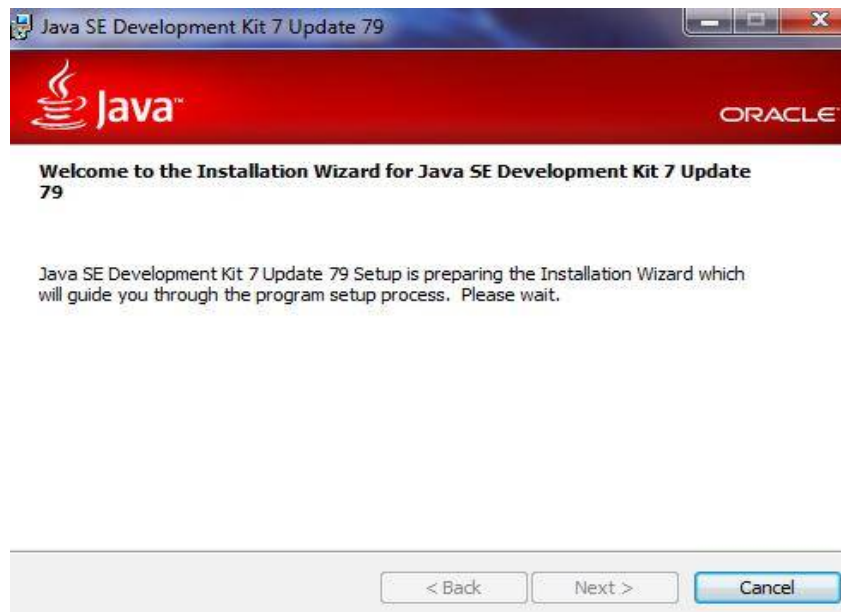 Java SE Development Kit 7 Update 79
Java™
ORACLE
Welcome to the Installation Wizard for Java SE Development Kit 7 Update
79
Java SE Development Kit 7 Update 79 Setup is preparing the Installation Wizard which
will guide you through the program setup process. Please wait.
< Back
Next >
Cancel